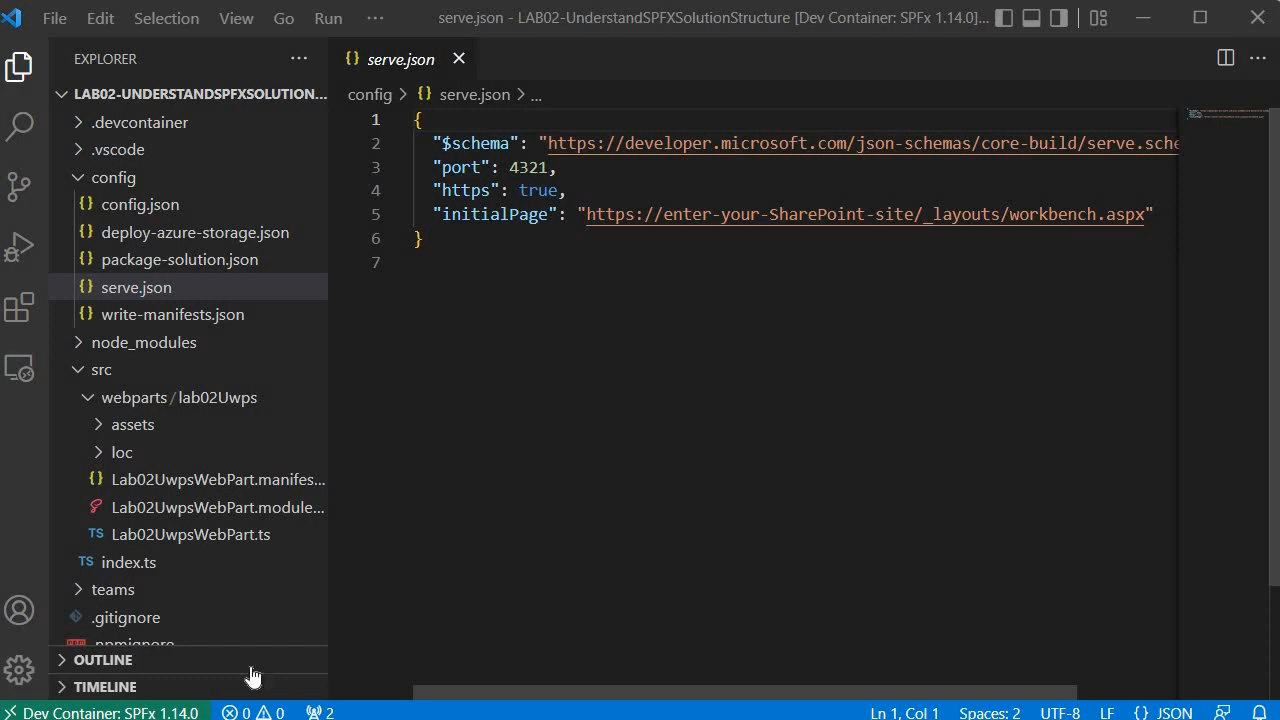 File Edit Selection View Go Run ··· serve.json - LAB02-UnderstandSPFXSolutionStructure [Dev Container: SPFx 1.14.0]...
EXPLORER ···
LAB02-UNDERSTANDSPFXSOLUTION...
.devcontainer
.vscode
config
{} config.json
{} deploy-azure-storage.json
{} package-solution.json
{} serve.json
{} write-manifests.json
node_modules
src
webparts / lab02Uwps
assets
loc
{} Lab02UwpsWebPart.manifes...
Lab02UwpsWebPart.module...
TS Lab02UwpsWebPart.ts
TS index.ts
teams
.gitignore
.npmignore
OUTLINE
TIMELINE
{} serve.json
config > {} serve.json > ...
1 {
2 "$schema": "https://developer.microsoft.com/json-schemas/core-build/serve.sche
3 "port": 4321,
4 "https": true,
5 "initialPage": "https://enter-your-SharePoint-site/_layouts/workbench.aspx"
6 }
7
Dev Container: SPFx 1.14.0 0 0 2 Ln 1, Col 1 Spaces: 2 UTF-8 LF {} JSON